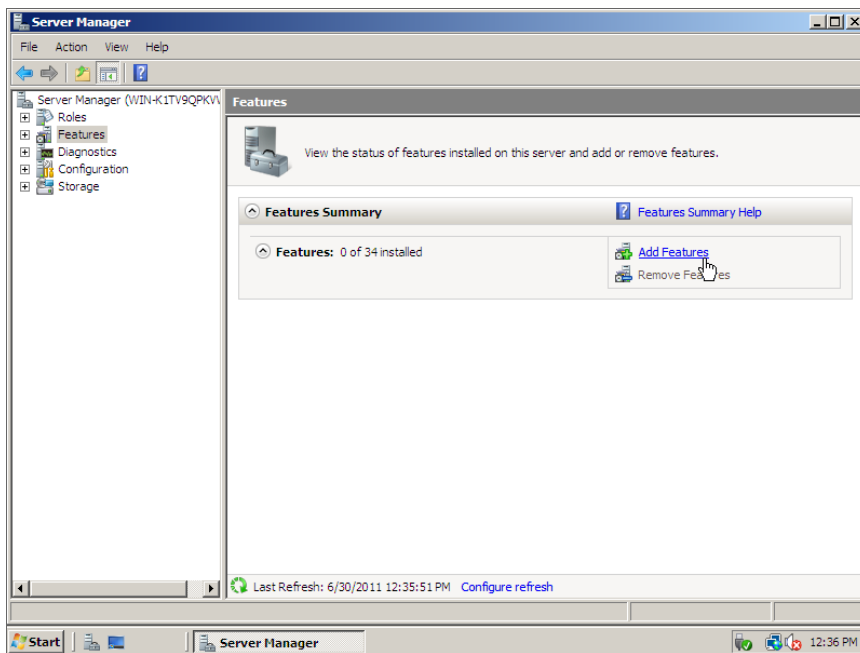 Server Manager
File Action View Help
Server Manager (WIN-K1TV9QPKV
Roles
Features
Diagnostics
Configuration
Storage
Features
View the status of features installed on this server and add or remove features.
Features Summary
Features Summary Help
Features: 0 of 34 installed
Add Features
Remove Features
Last Refresh: 6/30/2011 12:35:51 PM Configure refresh
Start
Server Manager
12:36 PM